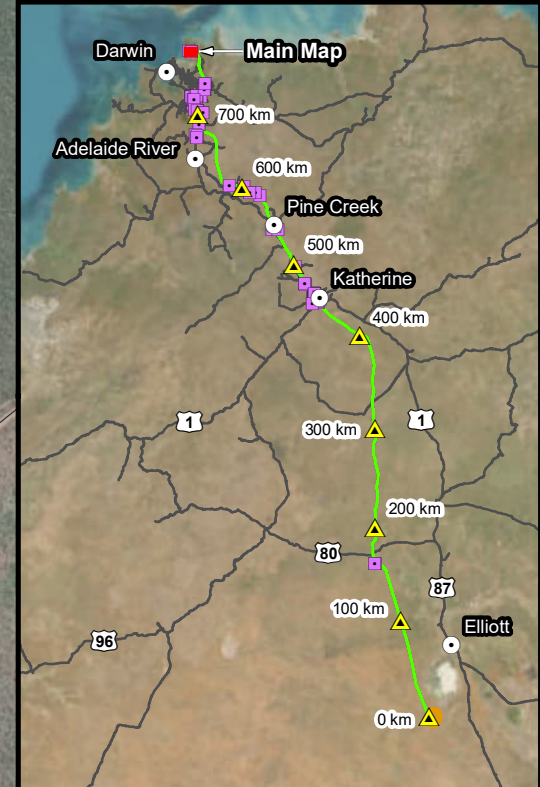 Darwin
Main Map
700 km
Adelaide River
600 km
Pine Creek
500 km
Katherine
400 km
1
1
300 km
200 km
80
87
100 km
Elliott
96
0 km